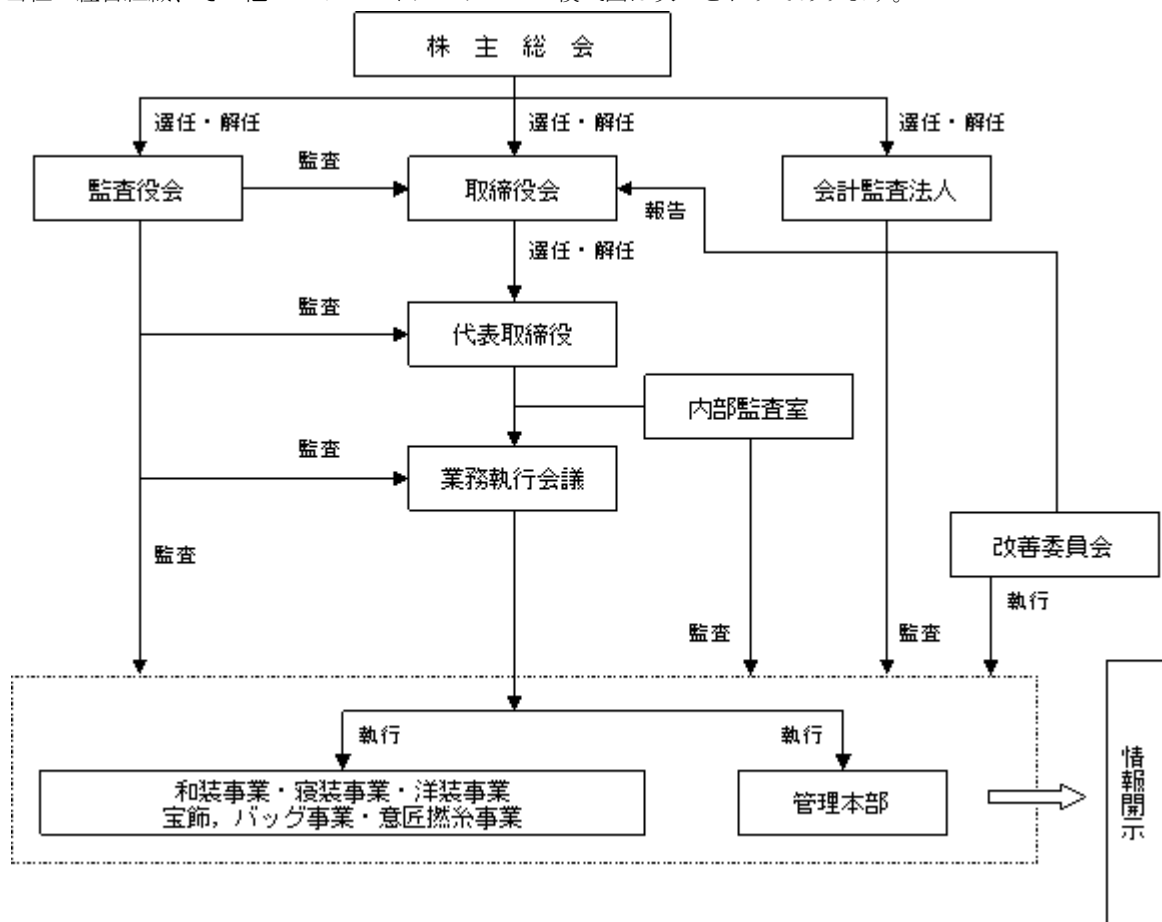 株主総会
選任・解任
選任・解任
選任・解任
監査役会
監査
取締役会
会計監査法人
報告
選任・解任
監査
代表取締役
内部監査室
監査
業務執行会議
改善委員会
監査
執行
監査
監査
執行
執行
和装事業・寝装事業・洋装事業
宝飾，バッグ事業・意匠撚糸事業
管理本部
情報開示